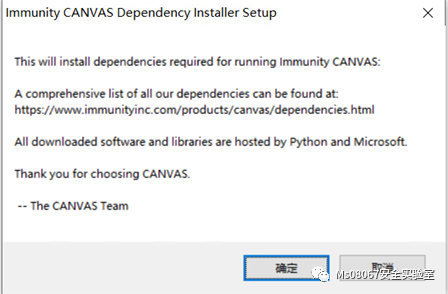 Immunity CANVAS Dependency Installer Setup
This will install dependencies required for running Immunity CANVAS:
A comprehensive list of all our dependencies can be found at:
https://www.immunityinc.com/products/canvas/dependencies.html
All downloaded software and libraries are hosted by Python and Microsoft.
Thank you for choosing CANVAS.
-- The CANVAS Team
确定 取消
Ms08067安全实验室